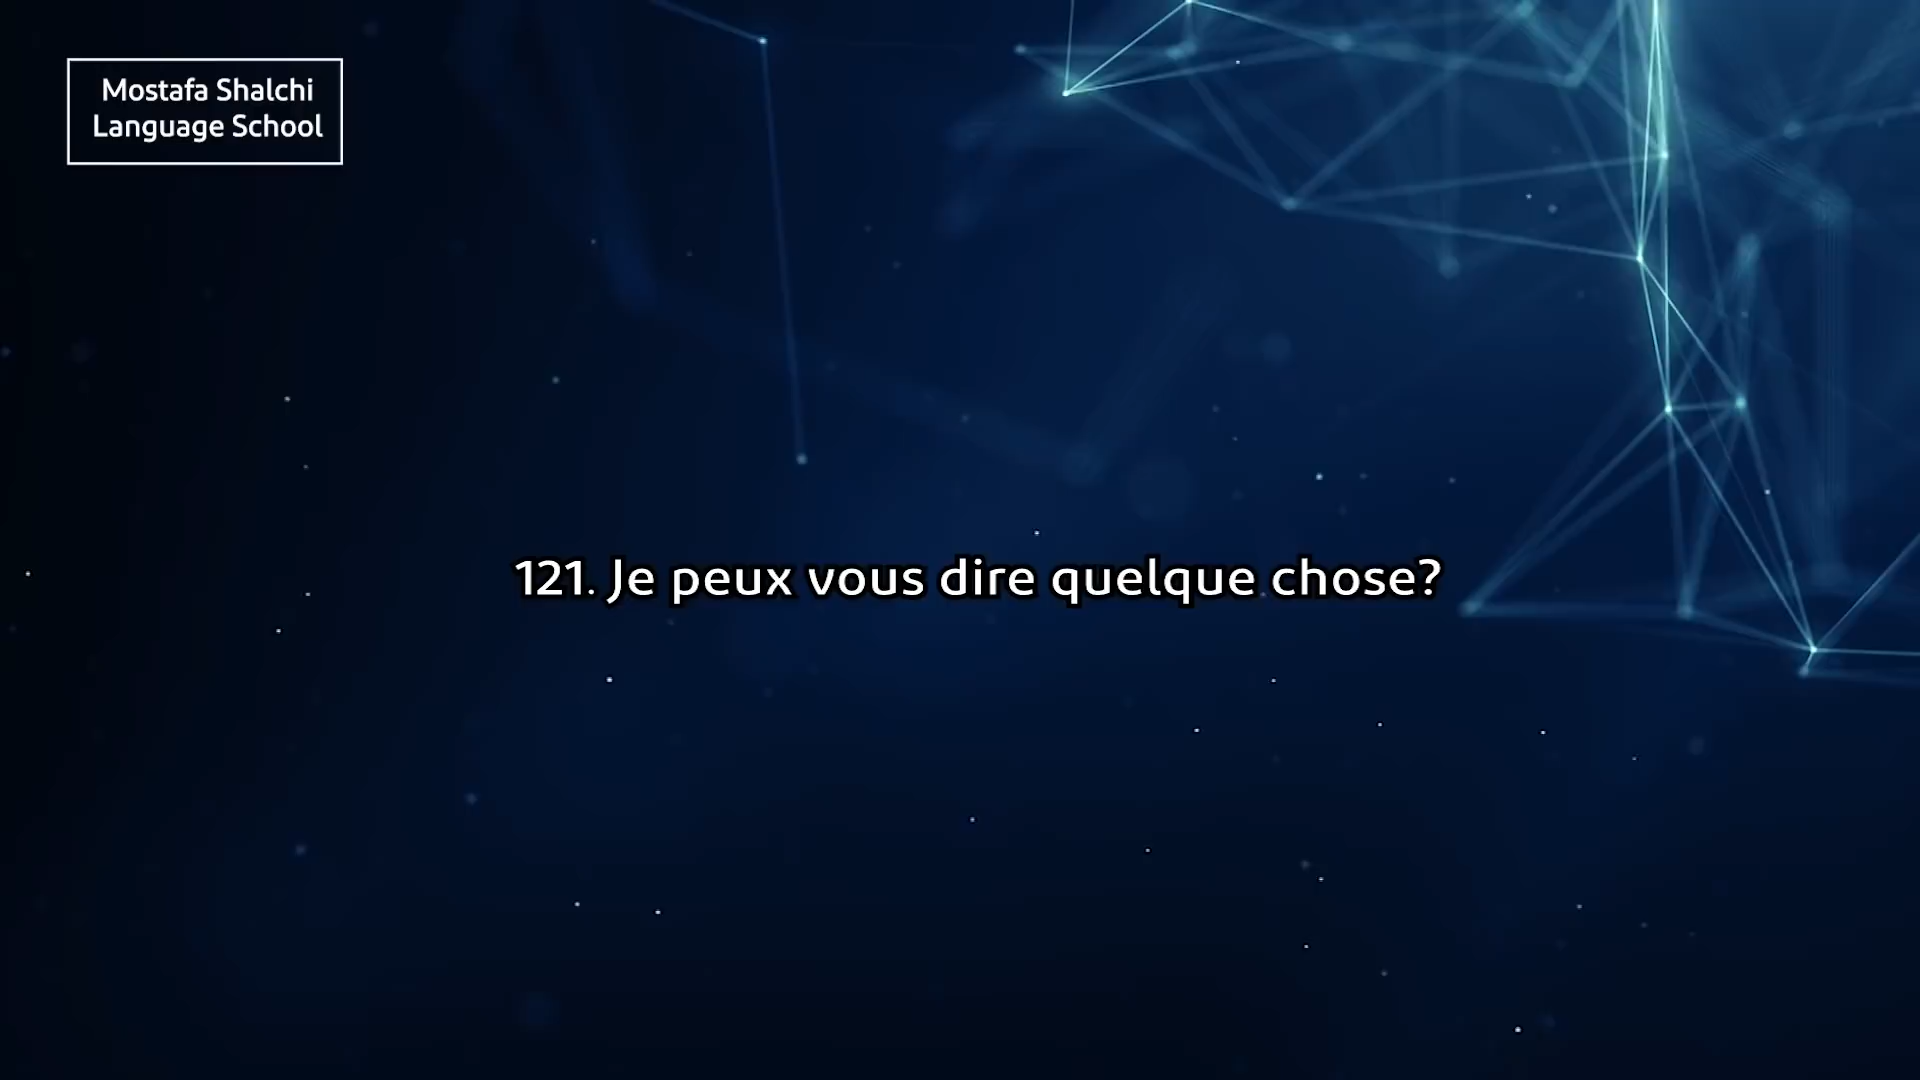 Mostafa Shalchi
Language School
121. Je peux vous dire quelque chose?